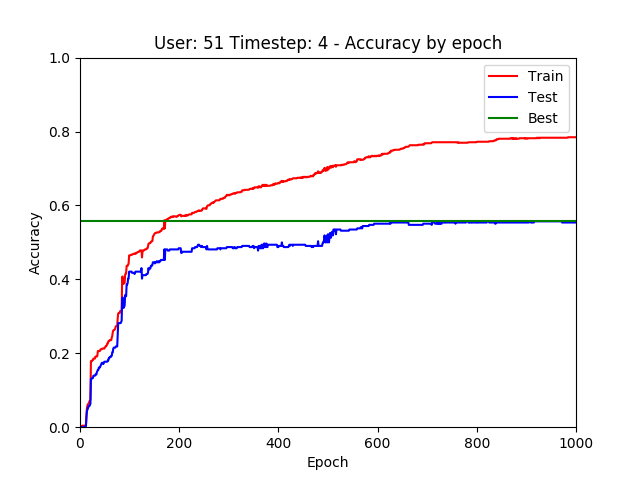 User: 51 Timestep: 4 - Accuracy by epoch
Train
Test
Best
1.0
0.8
0.6
0.4
0.2
0.0
Accuracy
0 200 400 600 800 1000
Epoch